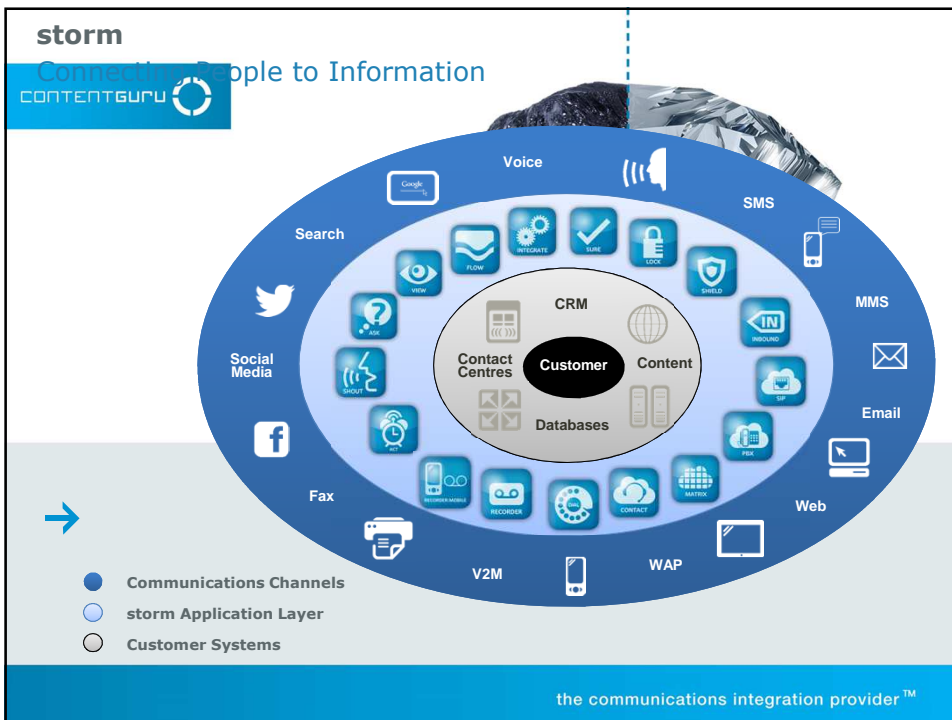 storm
Connecting People to Information
CONTENTGURU
Voice
SMS
MMS
Email
Web
WAP
V2M
Fax
Social
Media
Search
Google
INTEGRATE
SURE
LOCK
SHIELD
IN
INBOUND
SIP
PBX
MATRIX
CONTACT
DIAL
RECORDER
RECORDER MOBILE
ACT
SHOUT
ASK
VIEW
FLOW
CRM
Contact
Centres
Customer
Content
Databases
Communications Channels
storm Application Layer
Customer Systems
the communications integration provider™